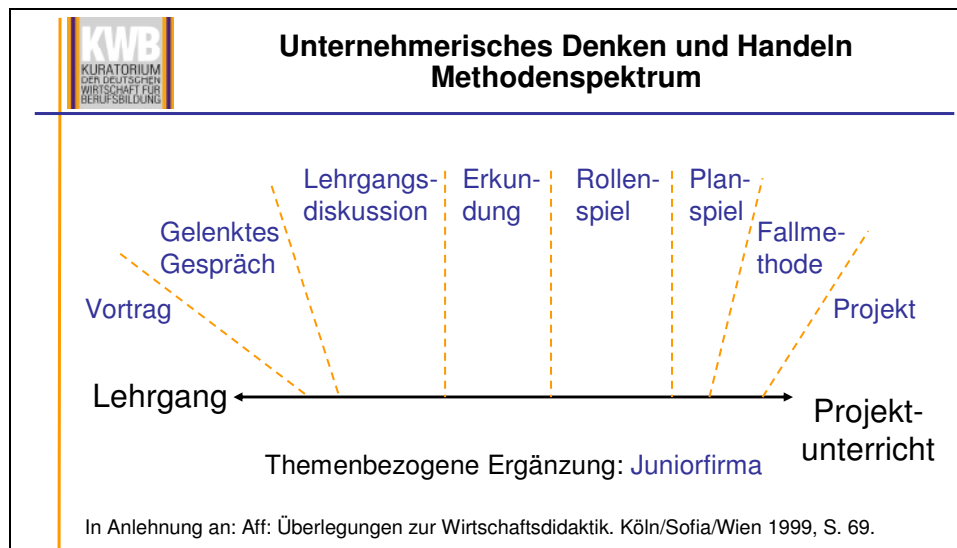 KWB
KURATORIUM
DER DEUTSCHEN
WIRTSCHAFT FÜR
BERUFSBILDUNG
Unternehmerisches Denken und Handeln
Methodenspektrum
Vortrag
Gelenktes
Gespräch
Lehrgangs-
diskussion
Erkun-
dung
Rollen-
spiel
Plan-
spiel
Fallme-
thode
Projekt
Lehrgang
Projekt-
unterricht
Themenbezogene Ergänzung: Juniorfirma
In Anlehnung an: Aff: Überlegungen zur Wirtschaftsdidaktik. Köln/Sofia/Wien 1999, S. 69.